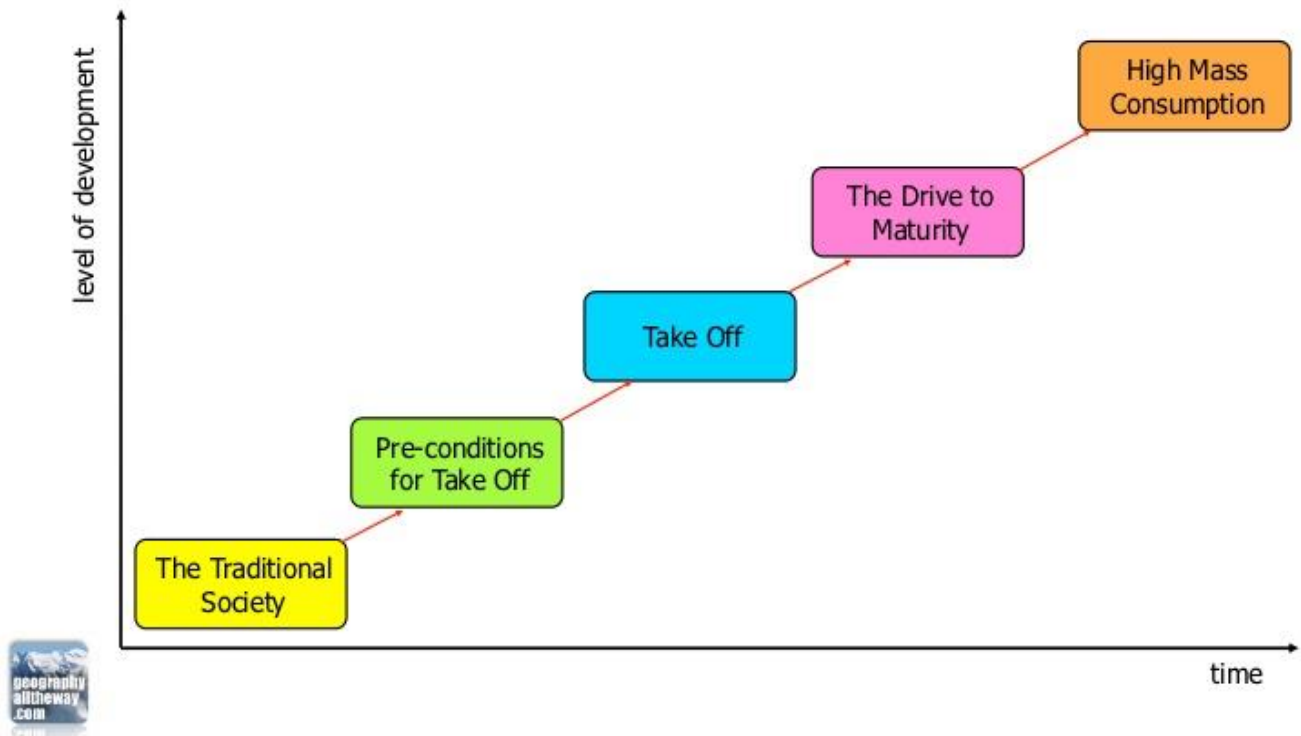 level of development
High Mass
Consumption
The Drive to
Maturity
Take Off
Pre-conditions
for Take Off
The Traditional
Society
time
geography
alltheway
.com